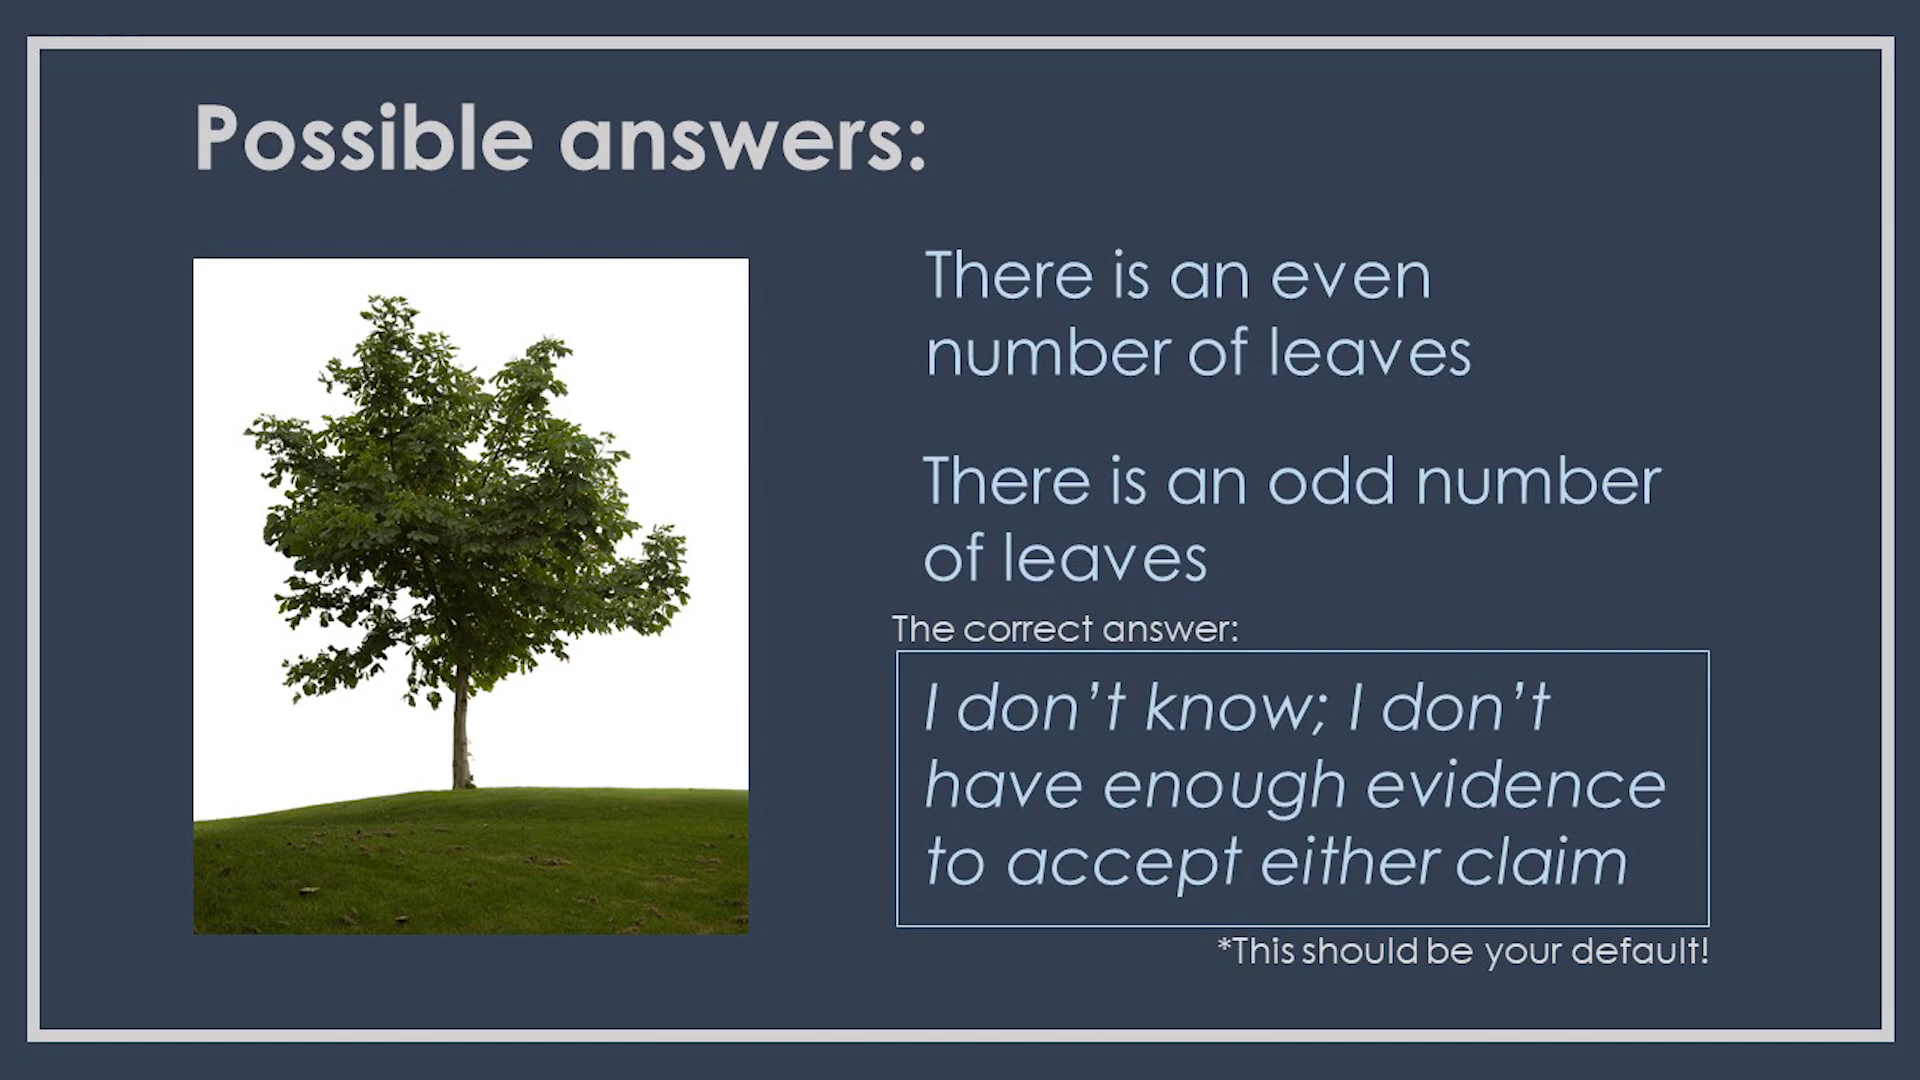 Possible answers:
There is an even
number of leaves
There is an odd number
of leaves
The correct answer:
I don’t know; I don’t
have enough evidence
to accept either claim
*This should be your default!